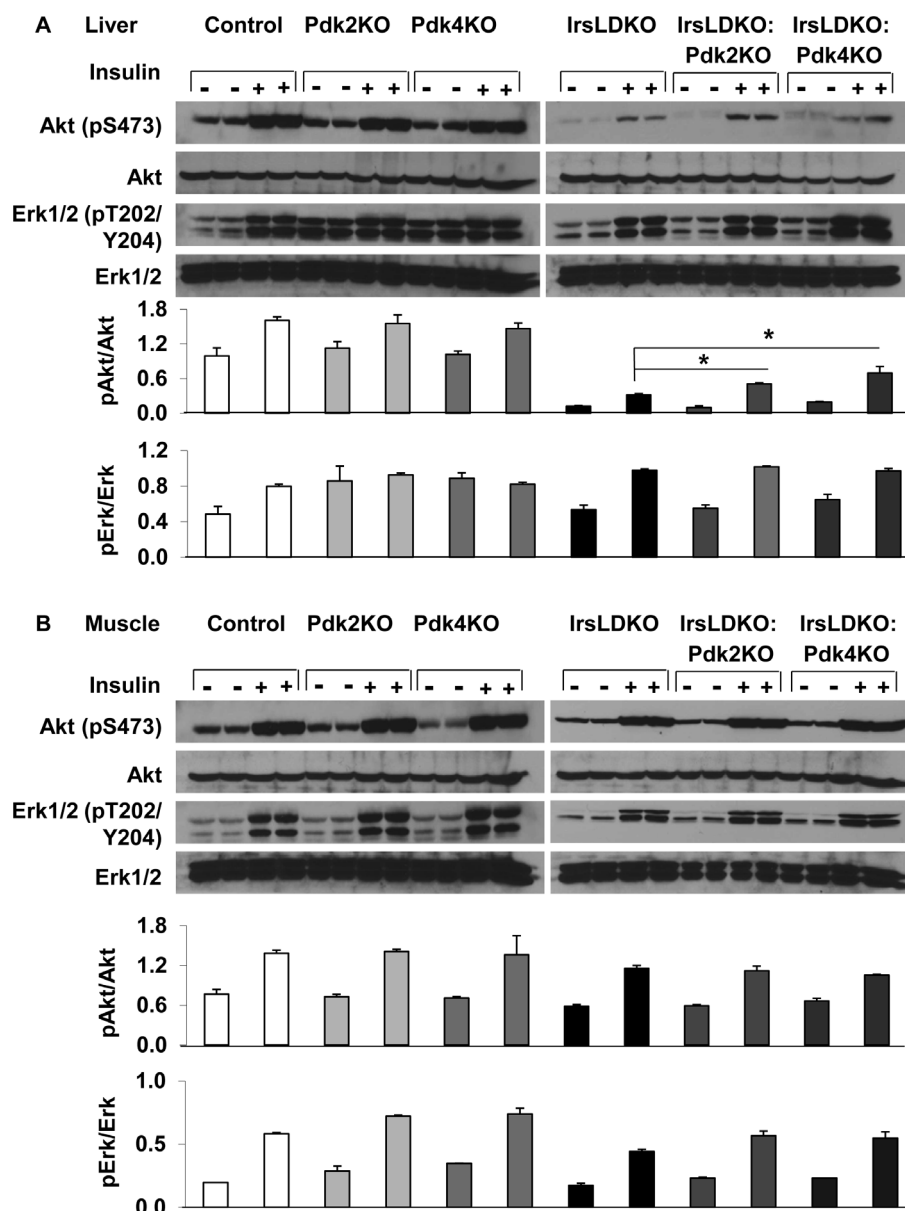 A Liver Control Pdk2KO Pdk4KO IrsLDKO IrsLDKO: IrsLDKO:
Pdk2KO Pdk4KO
Insulin - - + + - - + + - - + + - - + + - - + + - - + +
Akt (pS473)
Akt
Erk1/2 (pT202/
Y204)
Erk1/2
pAkt/Akt
1.8
1.2
0.6
0.0
*
*
pErk/Erk
1.2
0.8
0.4
0.0
B Muscle Control Pdk2KO Pdk4KO IrsLDKO IrsLDKO: IrsLDKO:
Pdk2KO Pdk4KO
Insulin - - + + - - + + - - + + - - + + - - + + - - + +
Akt (pS473)
Akt
Erk1/2 (pT202/
Y204)
Erk1/2
pAkt/Akt
1.8
1.2
0.6
0.0
pErk/Erk
1.0
0.5
0.0